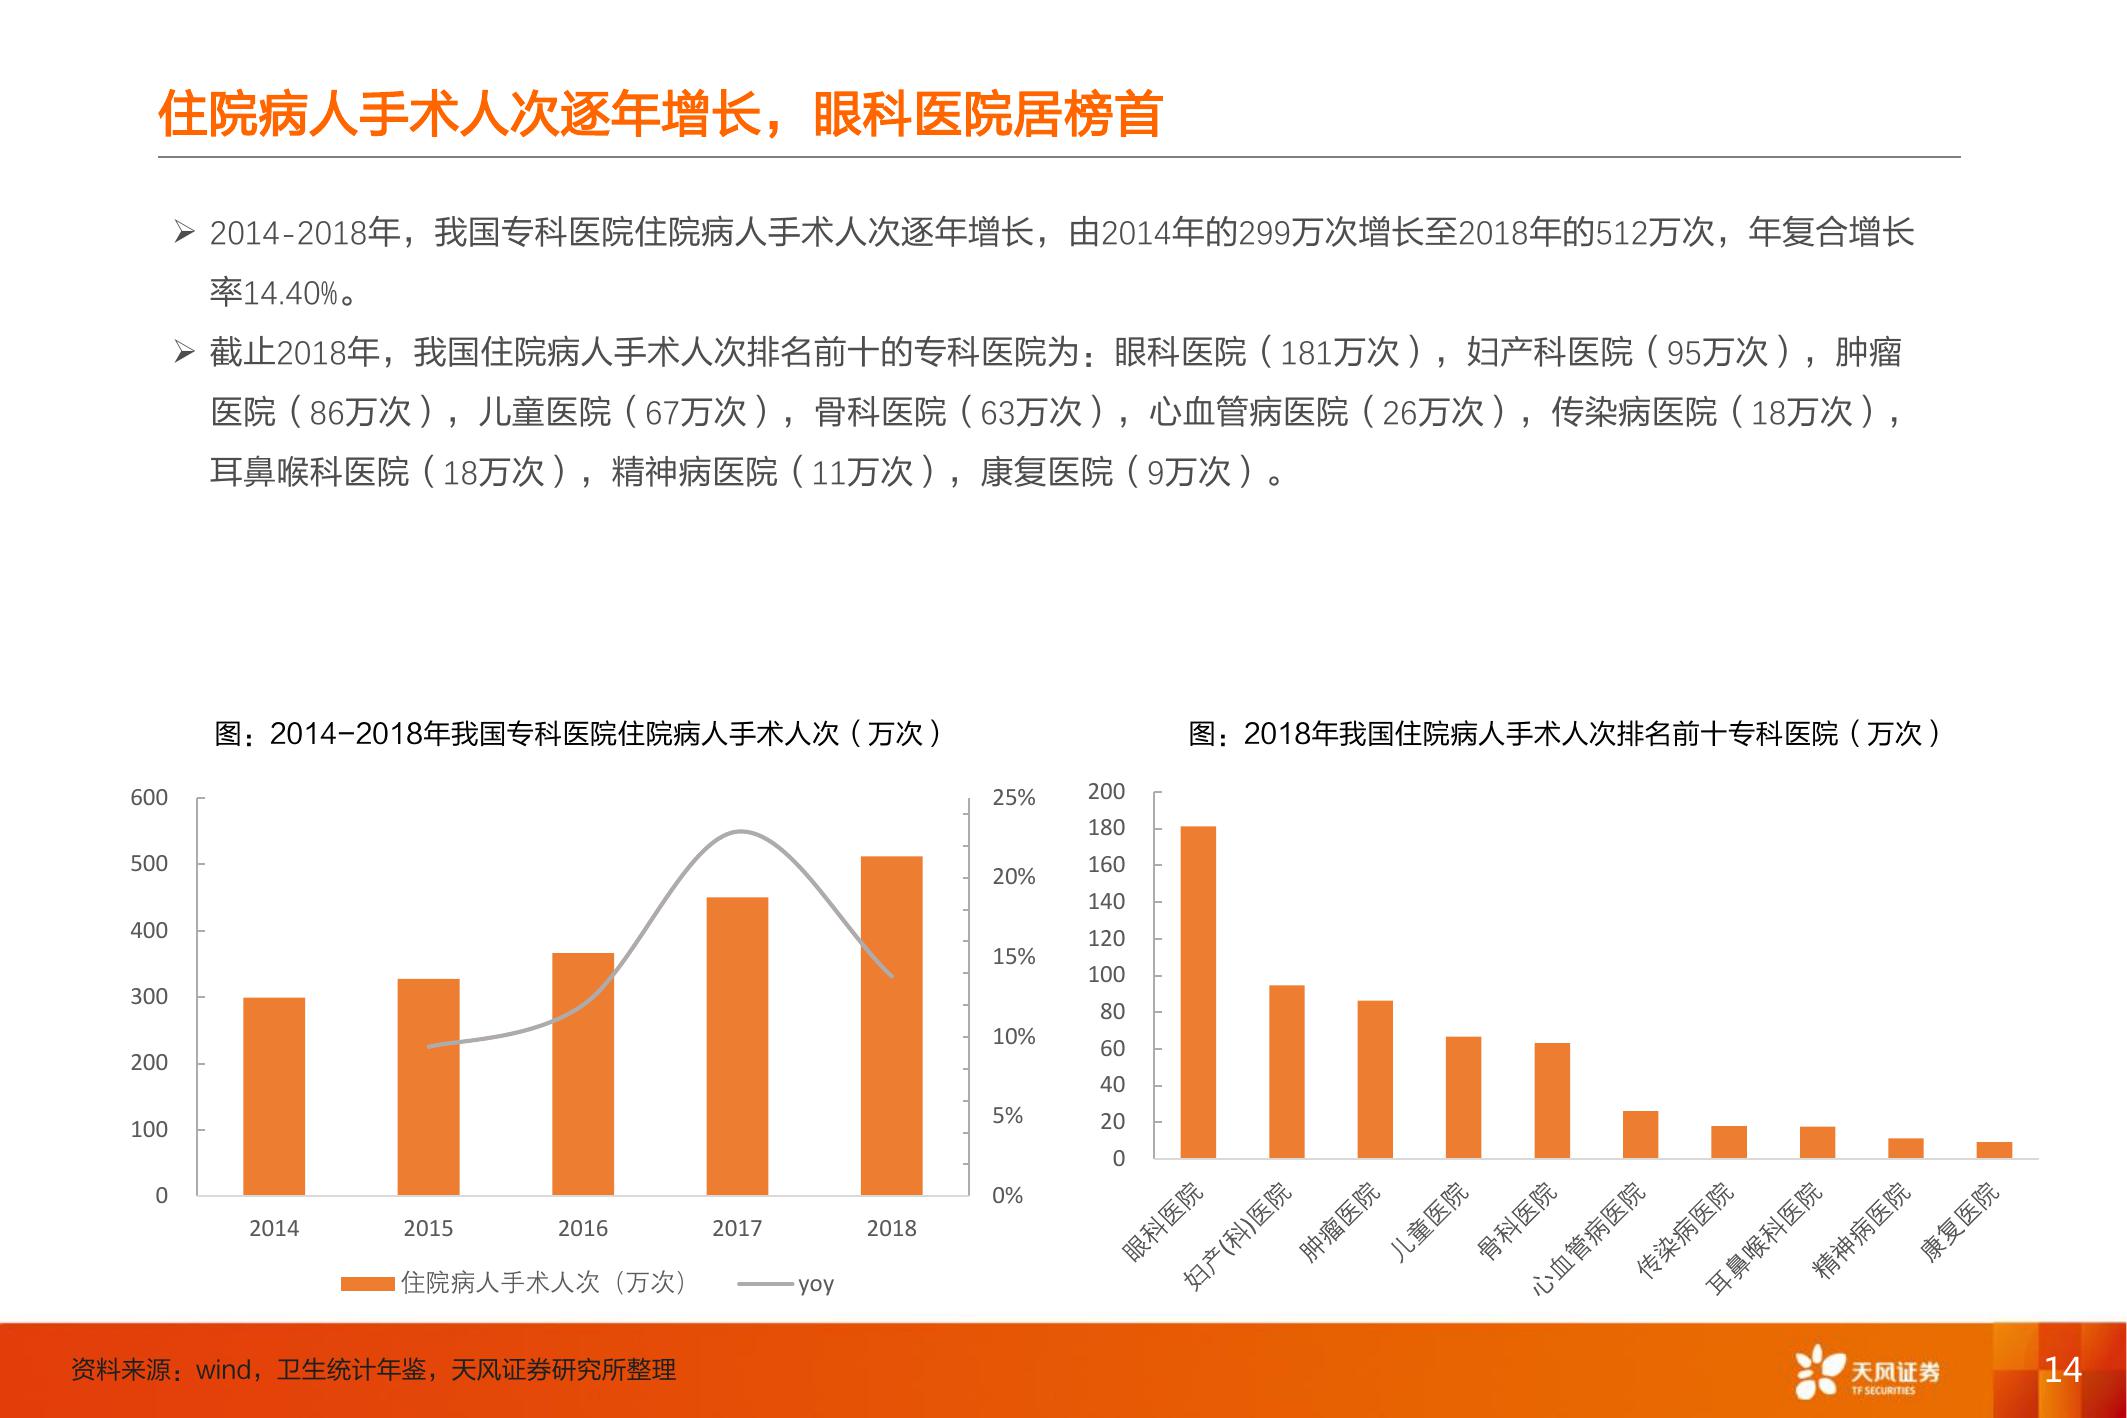 住院病人手术人次逐年增长，眼科医院居榜首
➢ 2014-2018年，我国专科医院住院病人手术人次逐年增长，由2014年的299万次增长至2018年的512万次，年复合增长
率14.40%。
➢ 截止2018年，我国住院病人手术人次排名前十的专科医院为：眼科医院（181万次），妇产科医院（95万次），肿瘤
医院（86万次），儿童医院（67万次），骨科医院（63万次），心血管病医院（26万次），传染病医院（18万次），
耳鼻喉科医院（18万次），精神病医院（11万次），康复医院（9万次）。
图：2014-2018年我国专科医院住院病人手术人次（万次）
600
500
400
300
200
100
0
25%
20%
15%
10%
5%
0%
2014 2015 2016 2017 2018
住院病人手术人次（万次） yoy
图：2018年我国住院病人手术人次排名前十专科医院（万次）
200
180
160
140
120
100
80
60
40
20
0
眼科医院
妇产(科)医院
肿瘤医院
儿童医院
骨科医院
心血管病医院
传染病医院
耳鼻喉科医院
精神病医院
康复医院
资料来源：wind，卫生统计年鉴，天风证券研究所整理
天风证券
TF SECURITIES
14